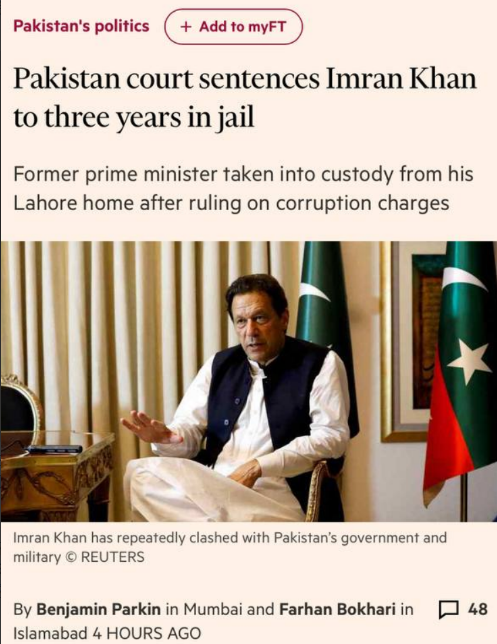 Pakistan's politics + Add to myFT
Pakistan court sentences Imran Khan
to three years in jail
Former prime minister taken into custody from his
Lahore home after ruling on corruption charges
Imran Khan has repeatedly clashed with Pakistan's government and
military © REUTERS
By Benjamin Parkin in Mumbai and Farhan Bokhari in
Islamabad 4 HOURS AGO
48